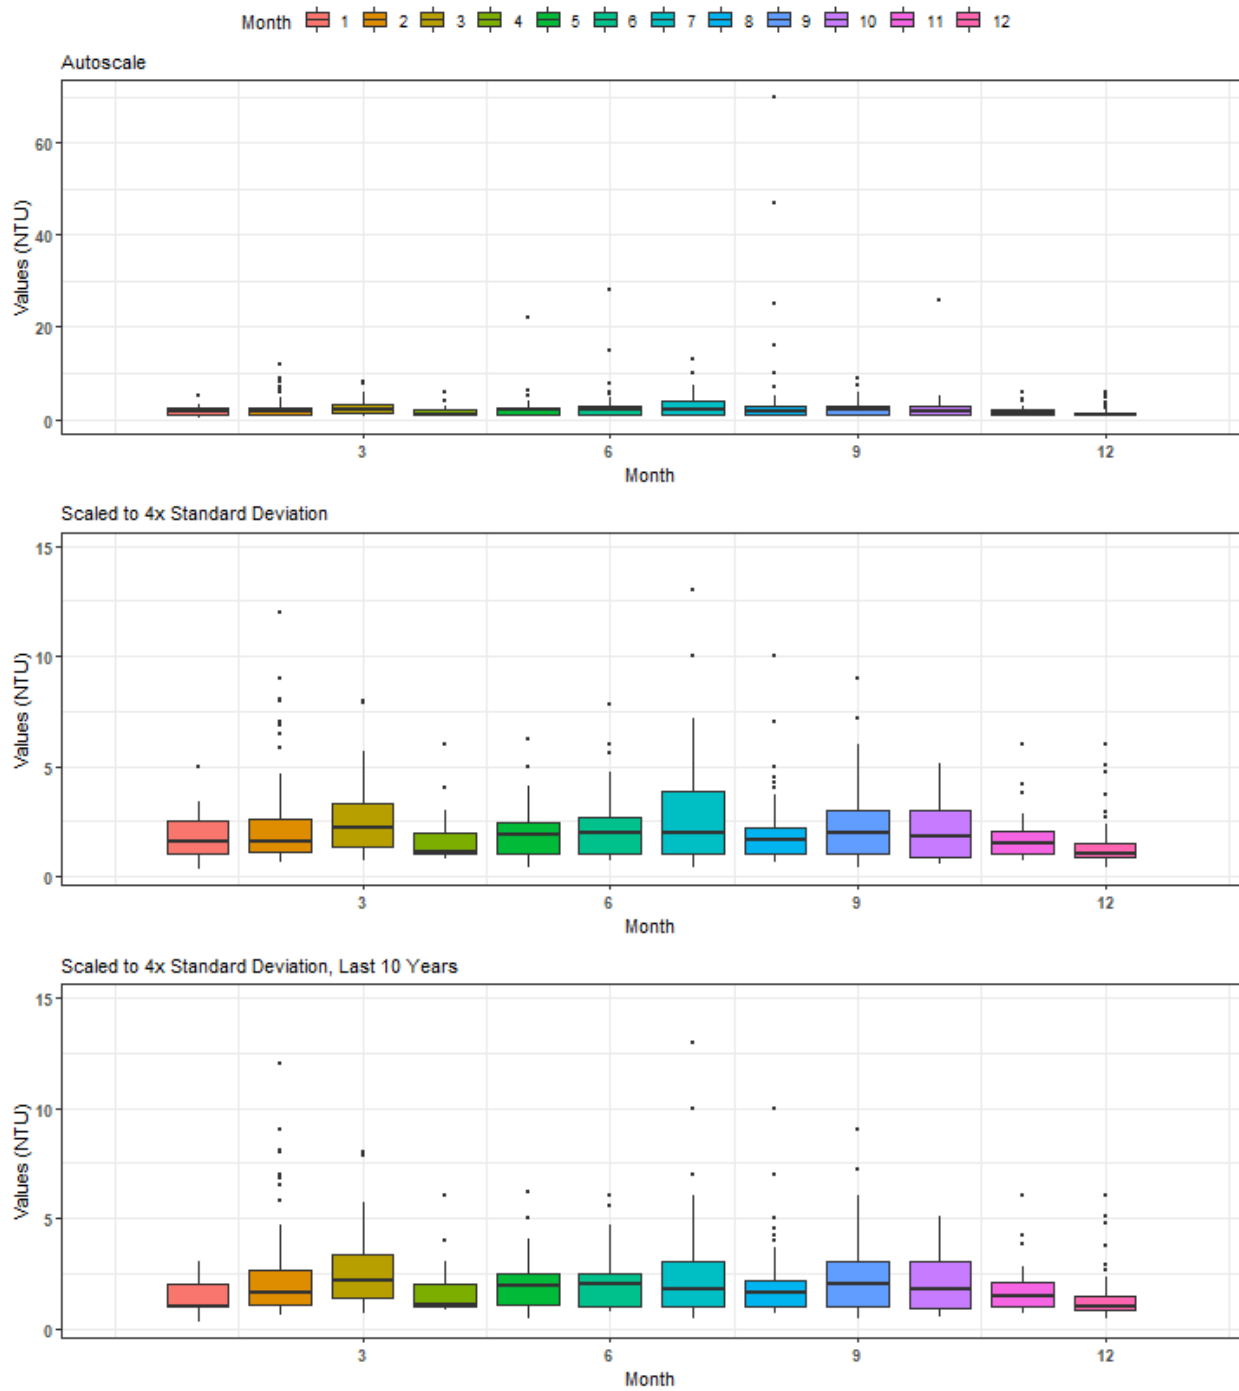 Month 1 2 3 4 5 6 7 8 9 10 11 12
Autoscale
Values (NTU)
60
40
20
0
3 6 9 12
Month
Scaled to 4x Standard Deviation
Values (NTU)
15
10
5
0
3 6 9 12
Month
Scaled to 4x Standard Deviation, Last 10 Years
Values (NTU)
15
10
5
0
3 6 9 12
Month